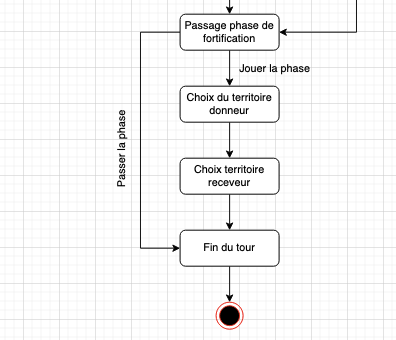 Passage phase de
fortification
Jouer la phase
Choix du territoire
donneur
Passer la phase
Choix territoire
receveur
Fin du tour